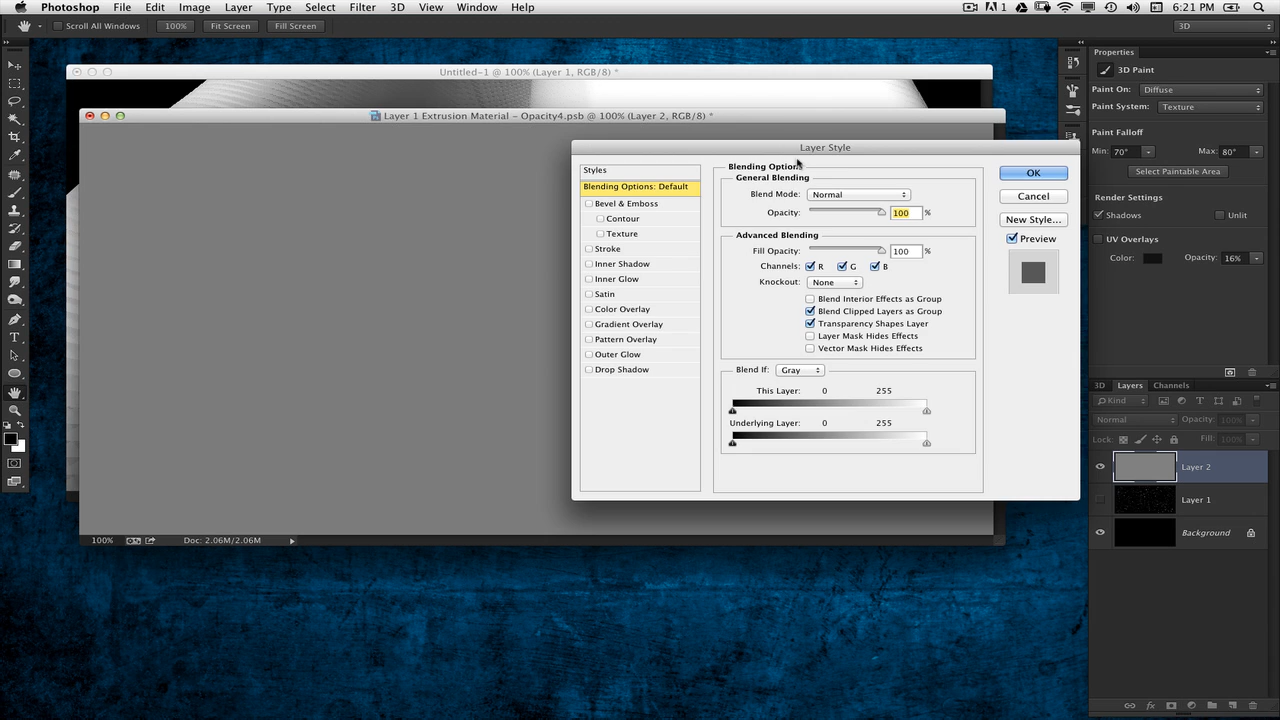 Photoshop File Edit Image Layer Type Select Filter 3D View Window Help 1 6:21 PM
Scroll All Windows 100% Fit Screen Fill Screen 3D
Untitled-1 @ 100% (Layer 1, RGB/8) *
Layer 1 Extrusion Material - Opacity4.psb @ 100% (Layer 2, RGB/8) *
Layer Style
Styles
Blending Options: Default
Bevel & Emboss
Contour
Texture
Stroke
Inner Shadow
Inner Glow
Satin
Color Overlay
Gradient Overlay
Pattern Overlay
Outer Glow
Drop Shadow
Blending Options
General Blending
Blend Mode: Normal
Opacity: 100 %
Advanced Blending
Fill Opacity: 100 %
Channels: R G B
Knockout: None
Blend Interior Effects as Group
Blend Clipped Layers as Group
Transparency Shapes Layer
Layer Mask Hides Effects
Vector Mask Hides Effects
Blend If: Gray
This Layer: 0 255
Underlying Layer: 0 255
OK
Cancel
New Style...
Preview
100% Doc: 2.06M/2.06M
Properties
3D Paint
Paint On: Diffuse
Paint System: Texture
Paint Falloff
Min: 70° Max: 80°
Select Paintable Area
Render Settings
Shadows Unlit
UV Overlays
Color: Opacity: 16%
3D Layers Channels
Kind
Normal Opacity: 100%
Lock: Fill: 100%
Layer 2
Layer 1
Background